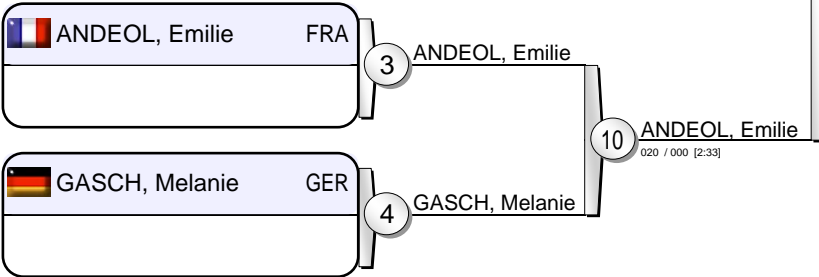 ANDEOL, Emilie FRA
3
ANDEOL, Emilie
10
ANDEOL, Emilie
020 / 000 [2:33]
GASCH, Melanie GER
4
GASCH, Melanie